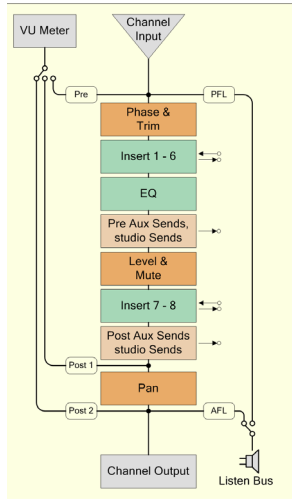 VU Meter
Channel
Input
Pre
PFL
Phase &
Trim
Insert 1 - 6
EQ
Pre Aux Sends,
studio Sends
Level &
Mute
Insert 7 - 8
Post Aux Sends
studio Sends
Post 1
Pan
Post 2
AFL
Channel Output
Listen Bus